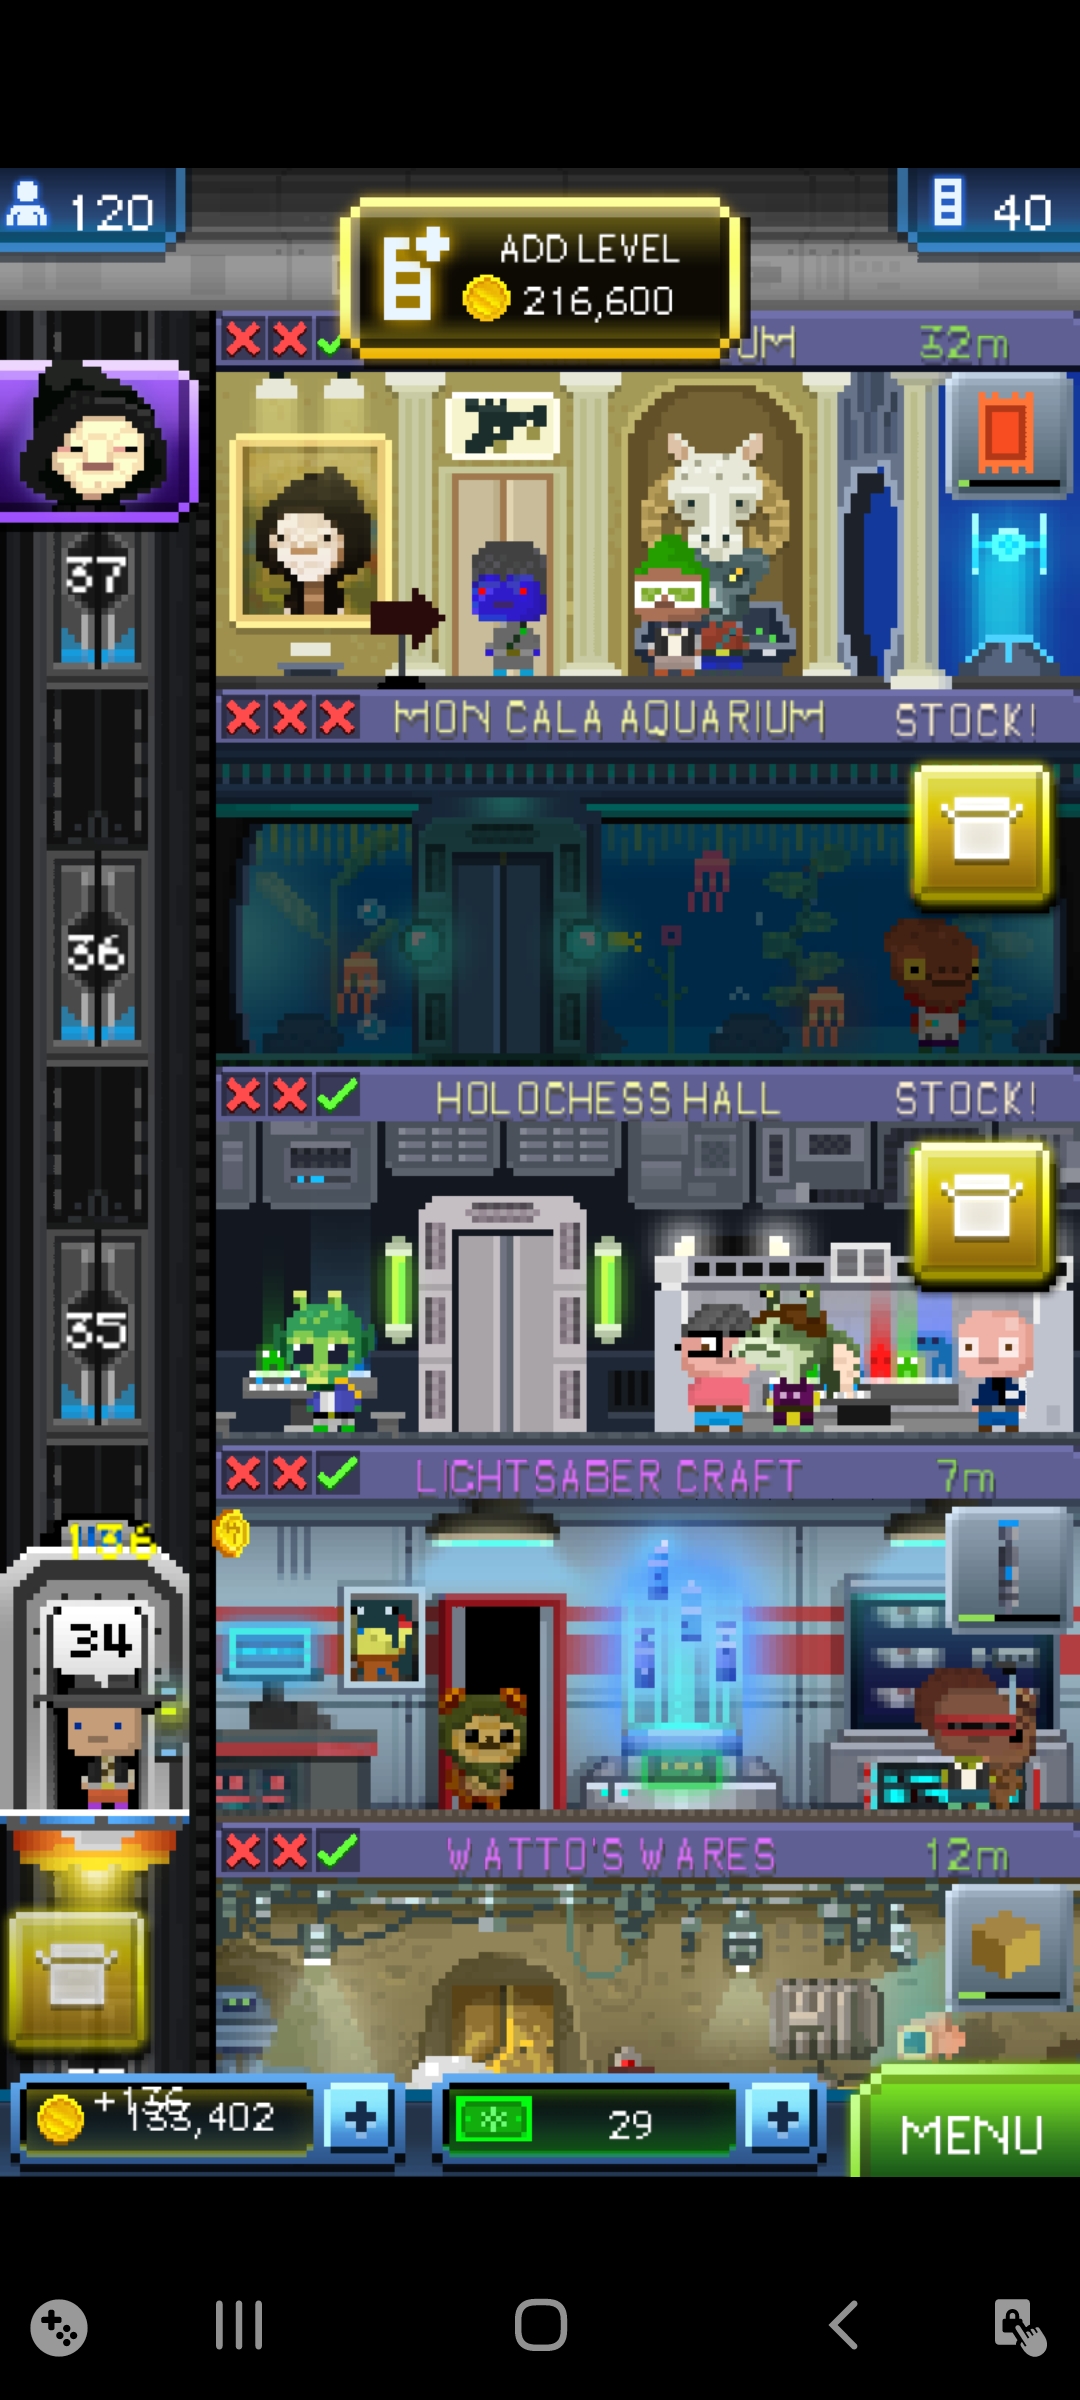 120
ADD LEVEL
216,600
40
UM
32m
37
MON CALA AQUARIUM
STOCK!
36
HOLOCHESS HALL
STOCK!
35
LIGHTSABER CRAFT
7m
136
34
WATTO'S WARES
12m
+136
133,402
29
MENU